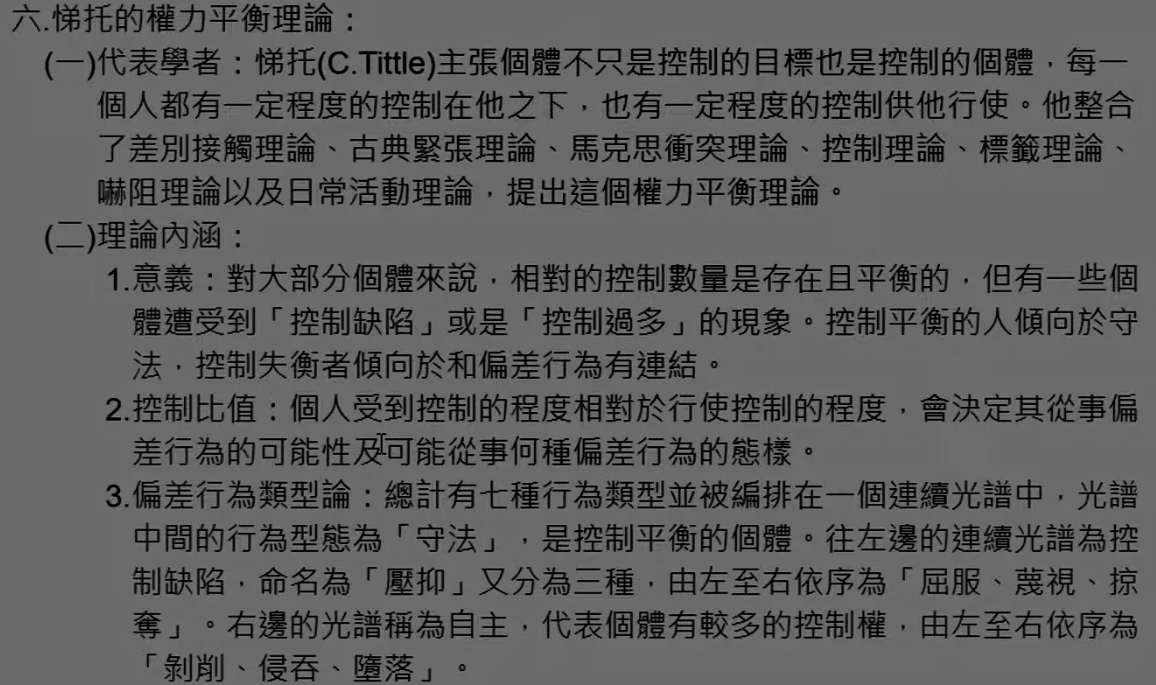 六.悌托的權力平衡理論：
(一)代表學者：悌托(C.Tittle)主張個體不只是控制的目標也是控制的個體，每一
個人都有一定程度的控制在他之下，也有一定程度的控制供他行使。他整合
了差別接觸理論、古典緊張理論、馬克思衝突理論、控制理論、標籤理論、
嚇阻理論以及日常活動理論，提出這個權力平衡理論。
(二)理論內涵：
1.意義：對大部分個體來說，相對的控制數量是存在且平衡的，但有一些個
體遭受到「控制缺陷」或是「控制過多」的現象。控制平衡的人傾向於守
法，控制失衡者傾向於和偏差行為有連結。
2.控制比值：個人受到控制的程度相對於行使控制的程度，會決定其從事偏
差行為的可能性及可能從事何種偏差行為的態樣。
3.偏差行為類型論：總計有七種行為類型並被編排在一個連續光譜中，光譜
中間的行為型態為「守法」，是控制平衡的個體。往左邊的連續光譜為控
制缺陷，命名為「壓抑」又分為三種，由左至右依序為「屈服、蔑視、掠
奪」。右邊的光譜稱為自主，代表個體有較多的控制權，由左至右依序為
「剝削、侵吞、墮落」。